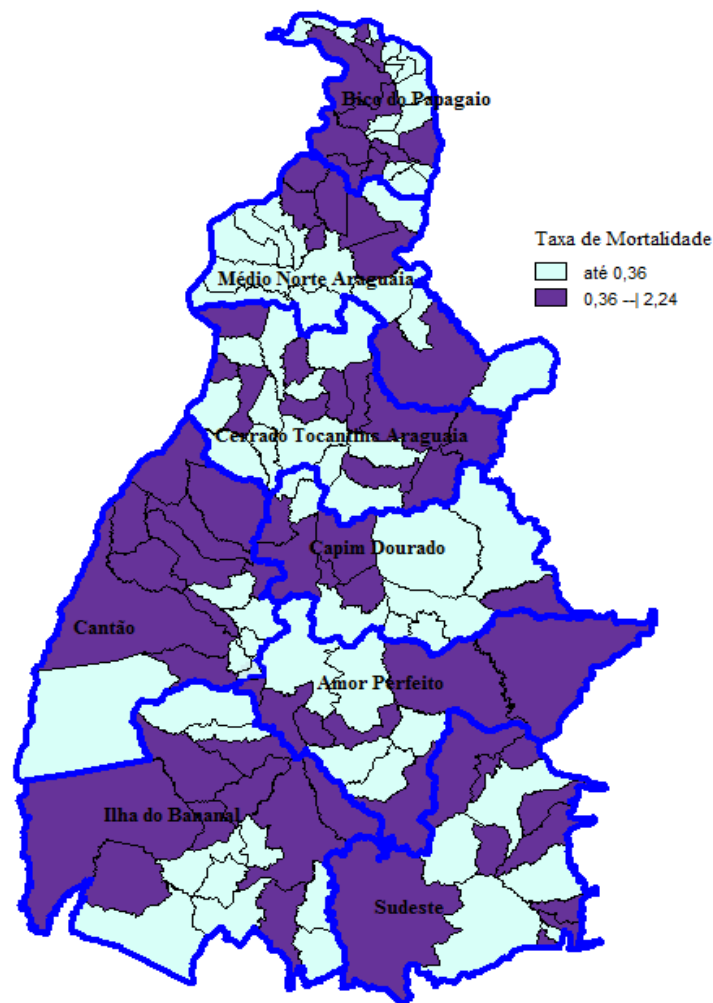 Bico do Papagaio
Taxa de Mortalidade
até 0,36
0,36 --| 2,24
Médio Norte Araguaia
Cerrado Tocantins Araguaia
Capim Dourado
Cantão
Amor Perfeito
Ilha do Bananal
Sudeste